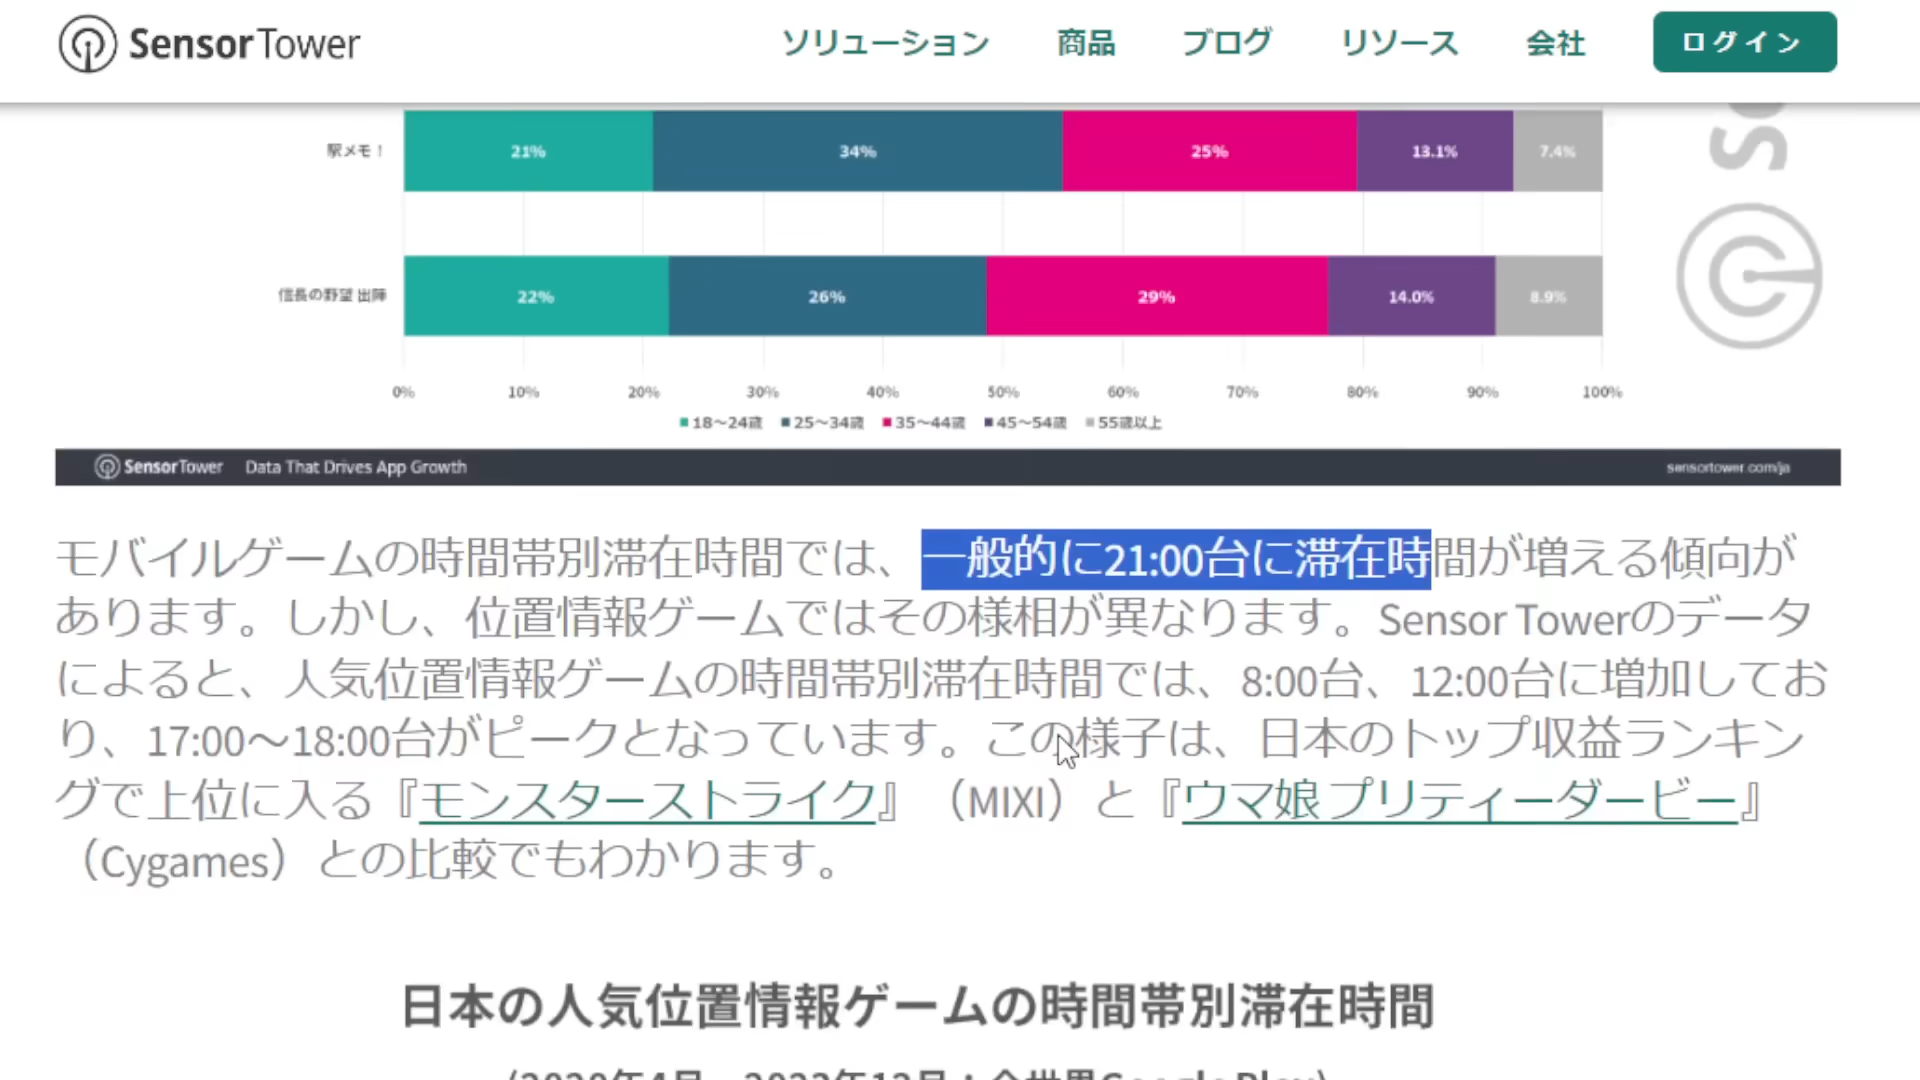 SensorTower ソリューション 商品 ブログ リソース 会社 ログイン
駅メモ！ 21% 34% 25% 13.1% 7.4%
信長の野望 出陣 22% 26% 29% 14.0% 8.9%
0% 10% 20% 30% 40% 50% 60% 70% 80% 90% 100%
18～24歳 25～34歳 35～44歳 45～54歳 55歳以上
SensorTower Data That Drives App Growth sensortower.com/ja
モバイルゲームの時間帯別滞在時間では、一般的に21:00台に滞在時間が増える傾向が
あります。しかし、位置情報ゲームではその様相が異なります。Sensor Towerのデータ
によると、人気位置情報ゲームの時間帯別滞在時間では、8:00台、12:00台に増加してお
り、17:00～18:00台がピークとなっています。この様子は、日本のトップ収益ランキン
グで上位に入る『モンスターストライク』（MIXI）と『ウマ娘 プリティーダービー』
（Cygames）との比較でもわかります。
日本の人気位置情報ゲームの時間帯別滞在時間